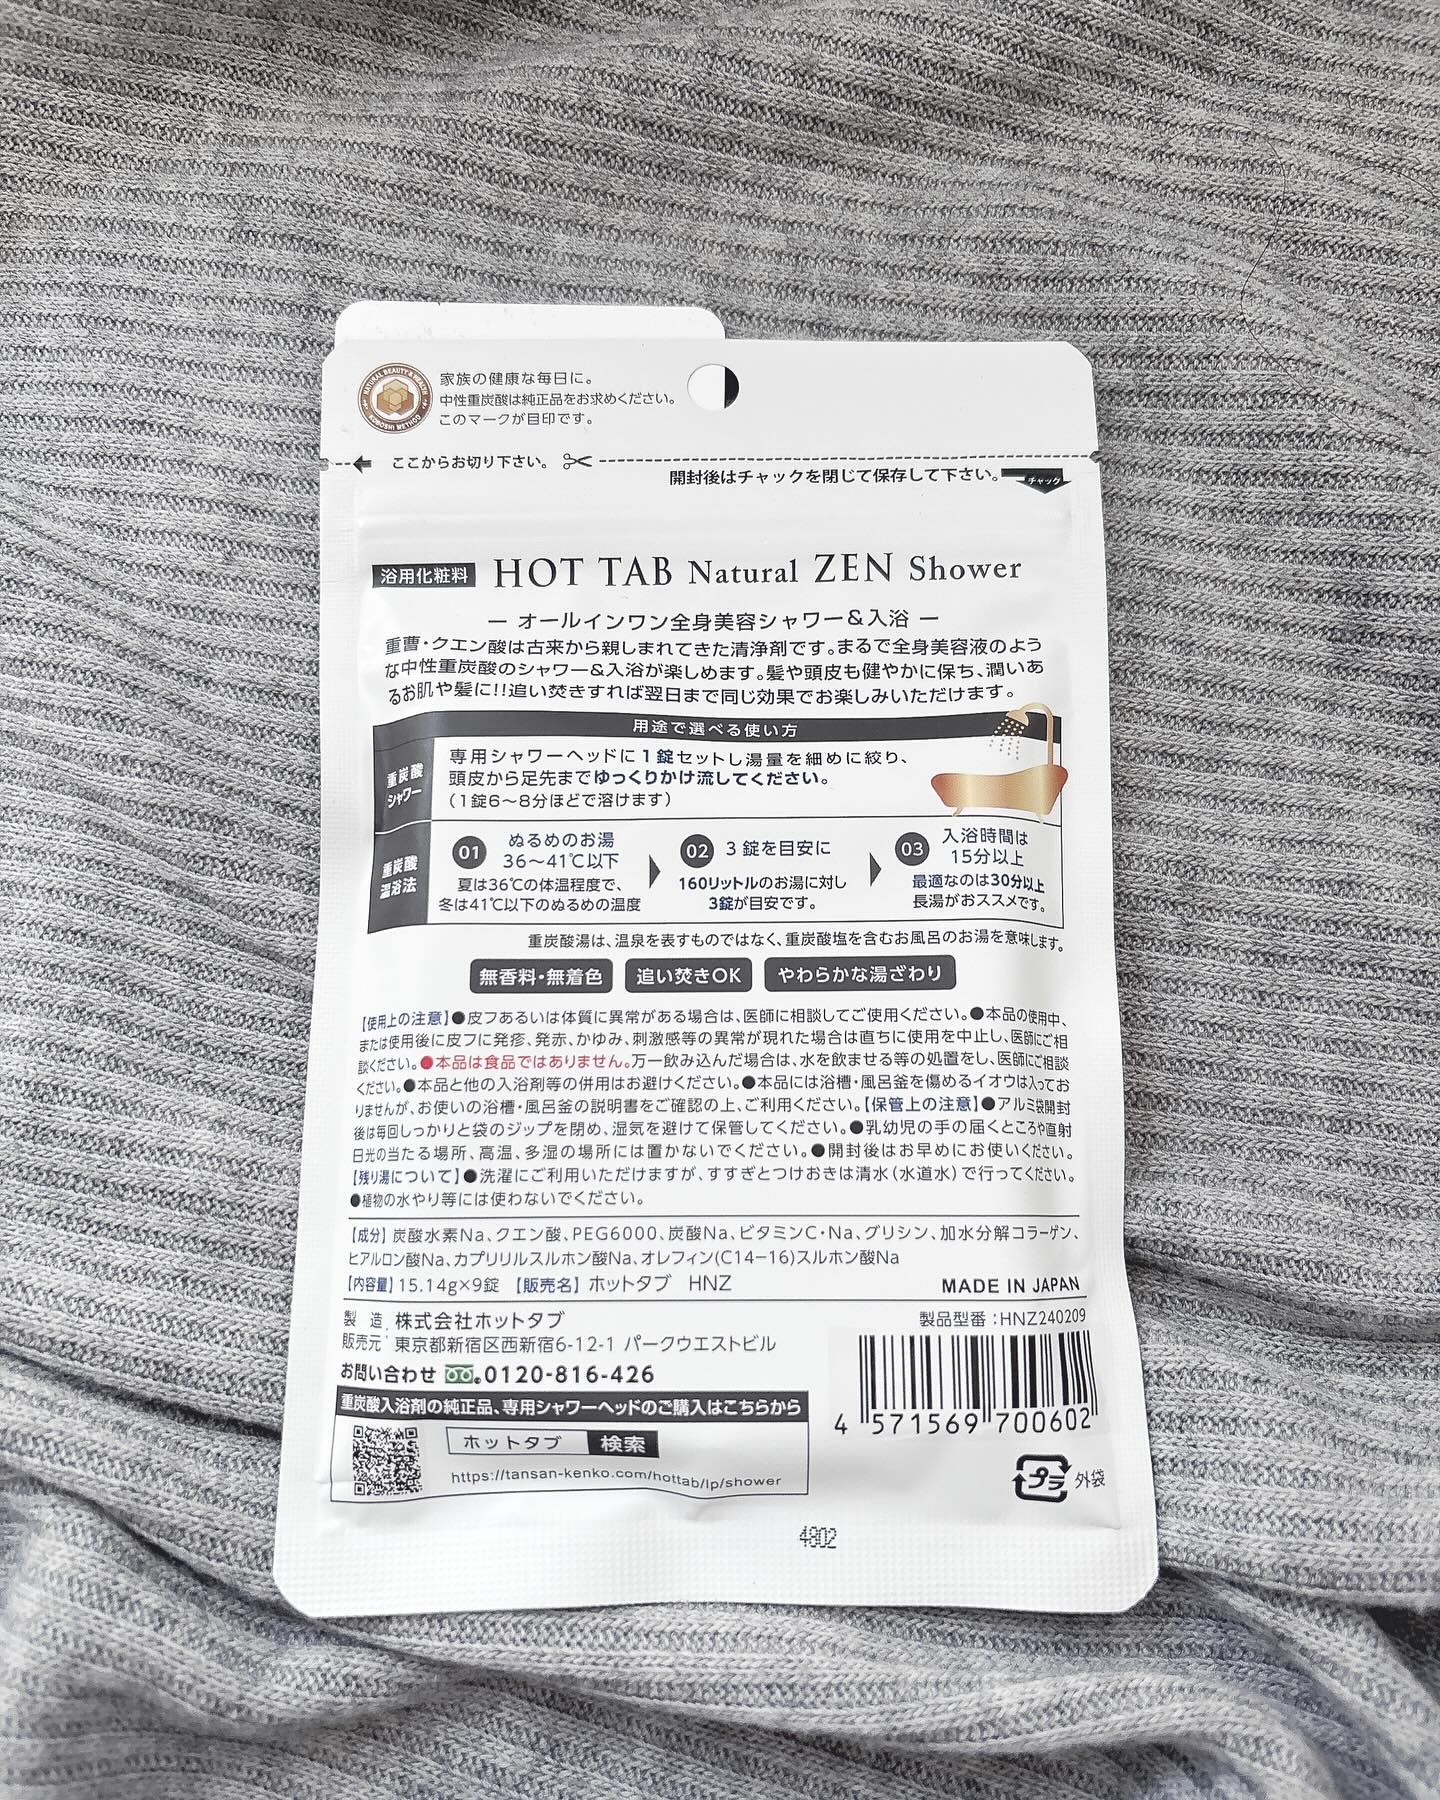 NATURAL BEAUTY & HEALTH
KOBOSHI METHOD
家族の健康な毎日に。
中性重炭酸は純正品をお求めください。
このマークが目印です。
ここからお切り下さい。
開封後はチャックを閉じて保存して下さい。
チャック
浴用化粧料 HOT TAB Natural ZEN Shower
― オールインワン全身美容シャワー&入浴 ―
重曹・クエン酸は古来から親しまれてきた清浄剤です。まるで全身美容液のよう
な中性重炭酸のシャワー&入浴が楽しめます。髪や頭皮も健やかに保ち、潤いあ
るお肌や髪に!!追い焚きすれば翌日まで同じ効果でお楽しみいただけます。
用途で選べる使い方
重炭酸
シャワー
専用シャワーヘッドに1錠セットし湯量を細めに絞り、
頭皮から足先までゆっくりかけ流してください。
(1錠6〜8分ほどで溶けます)
重炭酸
温浴法
01 ぬるめのお湯
36〜41℃以下
夏は36℃の体温程度で、
冬は41℃以下のぬるめの温度
02 3錠を目安に
160リットルのお湯に対し
3錠が目安です。
03 入浴時間は
15分以上
最適なのは30分以上
長湯がおススメです。
重炭酸湯は、温泉を表すものではなく、重炭酸塩を含むお風呂のお湯を意味します。
無香料・無着色 追い焚きOK やわらかな湯ざわり
【使用上の注意】●皮フあるいは体質に異常がある場合は、医師に相談してご使用ください。●本品の使用中、
または使用後に皮フに発疹、発赤、かゆみ、刺激感等の異常が現れた場合は直ちに使用を中止し、医師にご相
談ください。●本品は食品ではありません。万一飲み込んだ場合は、水を飲ませる等の処置をし、医師にご相談
ください。●本品と他の入浴剤等の併用はお避けください。●本品には浴槽・風呂釜を傷めるイオウは入ってお
りませんが、お使いの浴槽・風呂釜の説明書をご確認の上、ご利用ください。【保管上の注意】●アルミ袋開封
後は毎回しっかりと袋のジップを閉め、湿気を避けて保管してください。●乳幼児の手の届くところや直射
日光の当たる場所、高温、多湿の場所には置かないでください。●開封後はお早めにお使いください。
【残り湯について】●洗濯にご利用いただけますが、すすぎとつけおきは清水(水道水)で行ってください。
●植物の水やり等には使わないでください。
【成分】炭酸水素Na、クエン酸、PEG6000、炭酸Na、ビタミンC・Na、グリシン、加水分解コラーゲン、
ヒアルロン酸Na、カプリリルスルホン酸Na、オレフィン(C14−16)スルホン酸Na
【内容量】15.14g×9錠 【販売名】ホットタブ HNZ MADE IN JAPAN
製造
販売元
株式会社ホットタブ
東京都新宿区西新宿6-12-1 パークウエストビル
お問い合わせ 0120-816-426
製品型番:HNZ240209
重炭酸入浴剤の純正品、専用シャワーヘッドのご購入はこちらから
ホットタブ 検索
https://tansan-kenko.com/hottab/lp/shower
4 571569 700602
プラ 外袋
4802